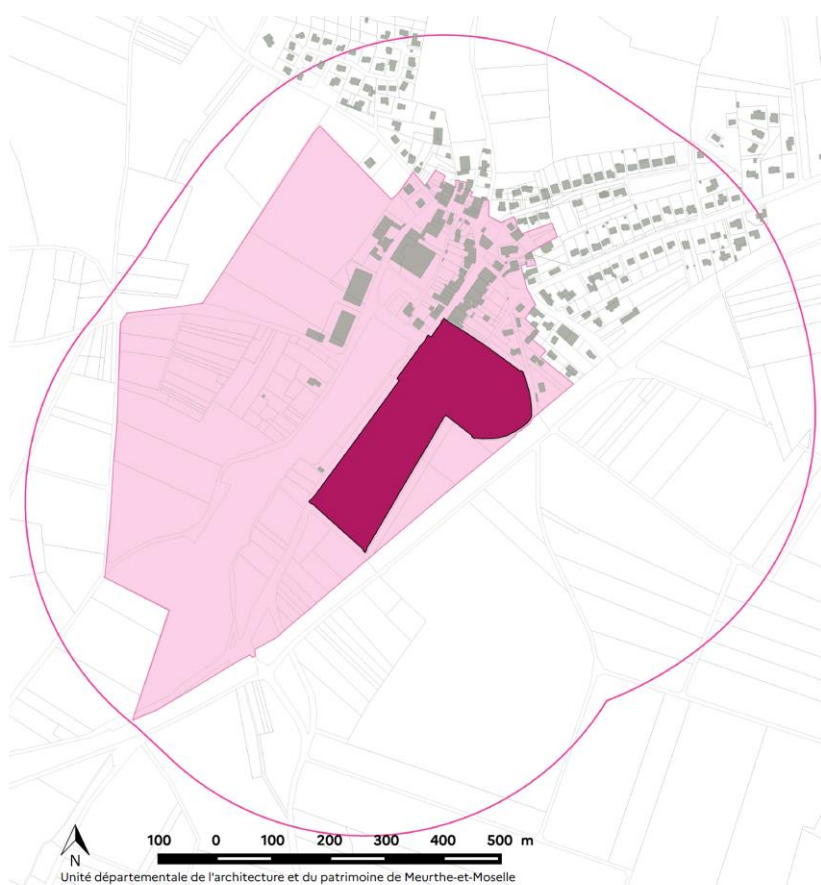 100 0 100 200 300 400 500 m
N
Unité départementale de l'architecture et du patrimoine de Meurthe-et-Moselle